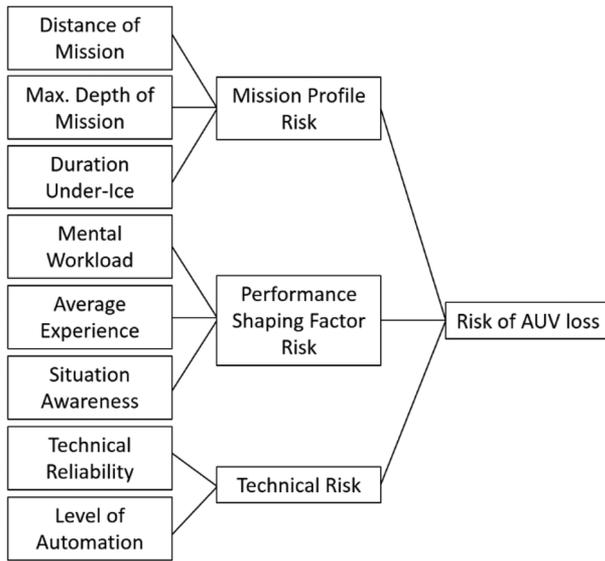 Distance of
Mission
Max. Depth of
Mission
Duration
Under-Ice
Mental
Workload
Average
Experience
Situation
Awareness
Technical
Reliability
Level of
Automation
Mission Profile
Risk
Performance
Shaping Factor
Risk
Technical Risk
Risk of AUV loss